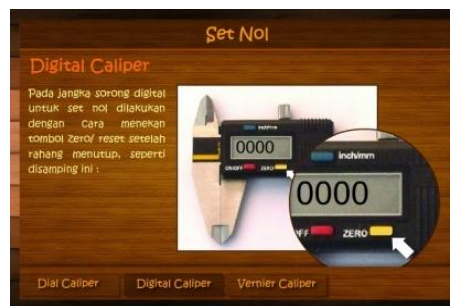 Set Nol
Digital Caliper
Pada jangka sorong digital
untuk set nol dilakukan
dengan cara menekan
tombol zero/ reset setelah
rahang menutup, seperti
disamping ini :
inch/mm
0000
ON/OFF ZERO
inch/mm
0000
FF ZERO
Dial Caliper Digital Caliper Vernier Caliper